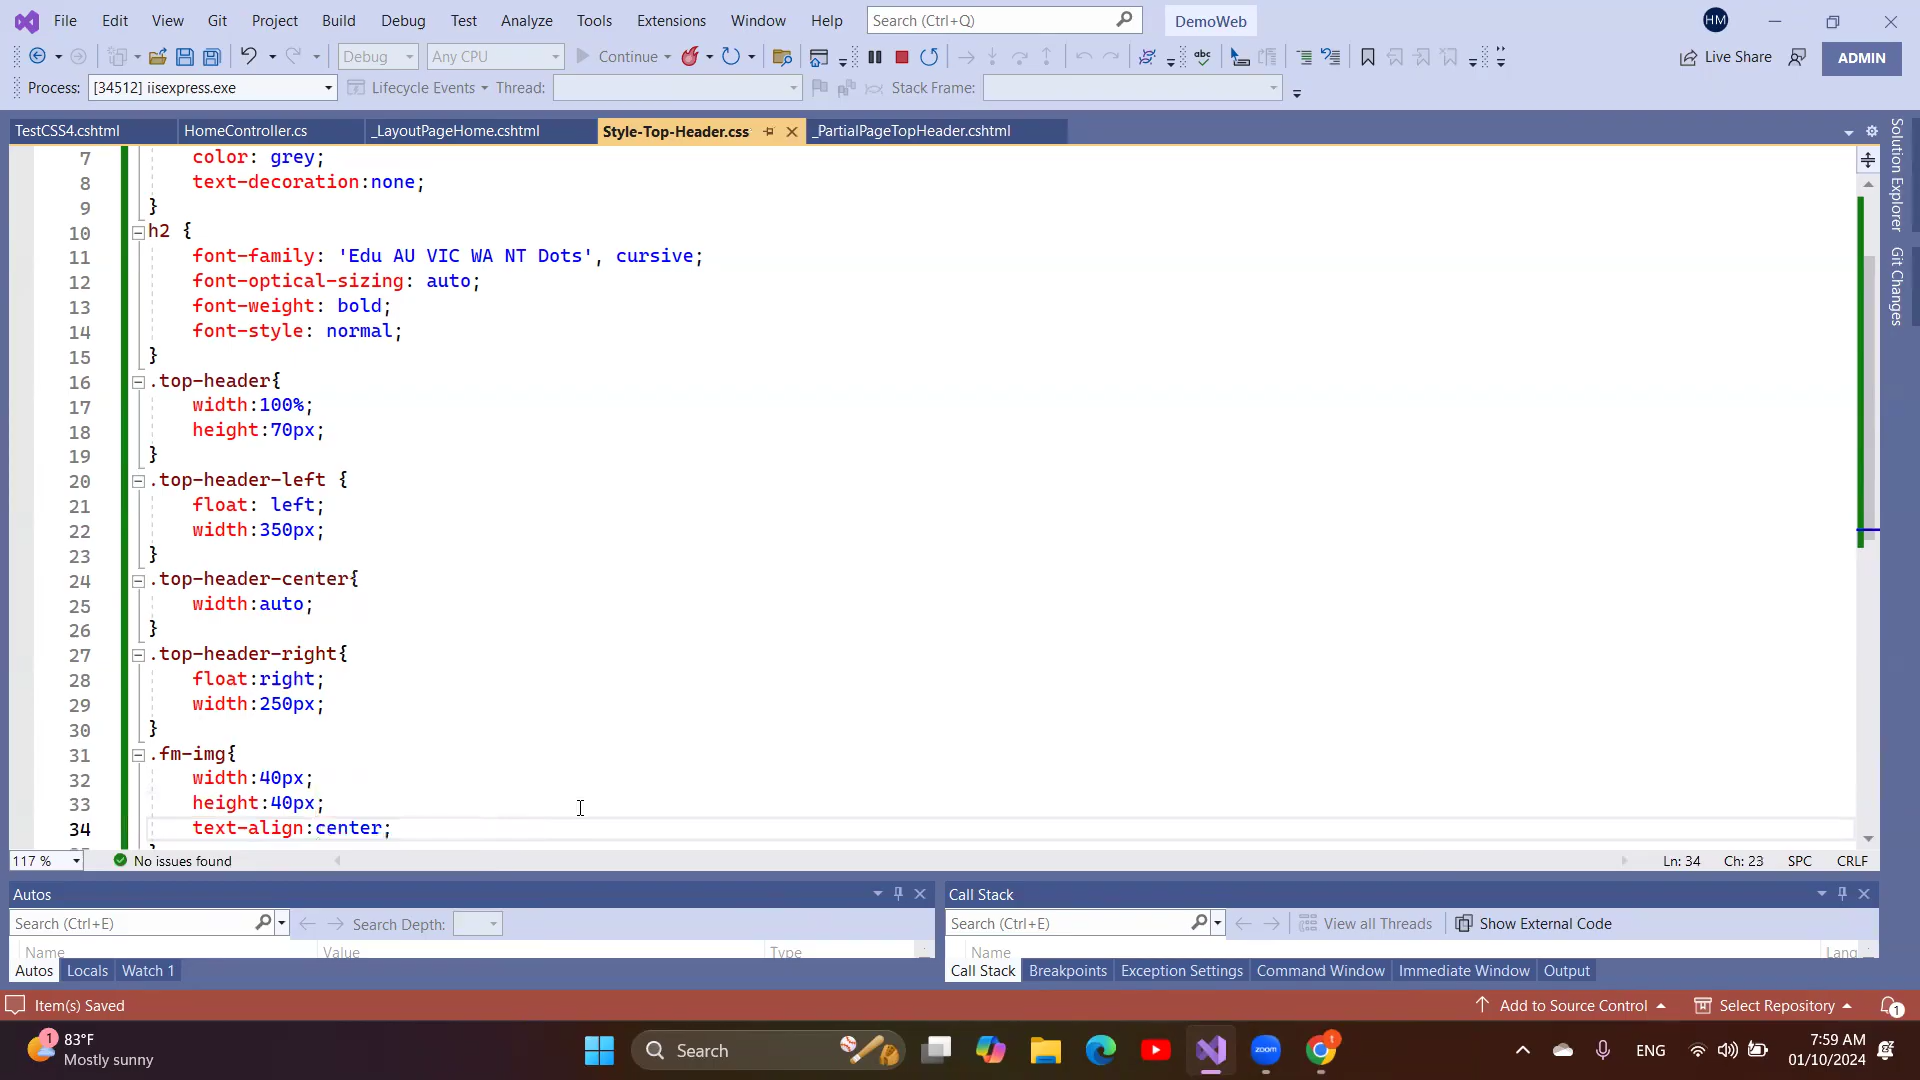 File Edit View Git Project Build Debug Test Analyze Tools Extensions Window Help Search (Ctrl+Q) DemoWeb HM
Debug Any CPU Continue Live Share ADMIN
Process: [34512] iisexpress.exe Lifecycle Events Thread: Stack Frame:
TestCSS4.cshtml HomeController.cs _LayoutPageHome.cshtml Style-Top-Header.css _PartialPageTopHeader.cshtml
7 color: grey;
8 text-decoration:none;
9 }
10 h2 {
11 font-family: 'Edu AU VIC WA NT Dots', cursive;
12 font-optical-sizing: auto;
13 font-weight: bold;
14 font-style: normal;
15 }
16 .top-header{
17 width:100%;
18 height:70px;
19 }
20 .top-header-left {
21 float: left;
22 width:350px;
23 }
24 .top-header-center{
25 width:auto;
26 }
27 .top-header-right{
28 float:right;
29 width:250px;
30 }
31 .fm-img{
32 width:40px;
33 height:40px;
34 text-align:center;
Solution Explorer
Git Changes
117 % No issues found Ln: 34 Ch: 23 SPC CRLF
Autos
Search (Ctrl+E) Search Depth:
Name Value Type
Autos Locals Watch 1
Call Stack
Search (Ctrl+E) View all Threads Show External Code
Name Lang
Call Stack Breakpoints Exception Settings Command Window Immediate Window Output
Item(s) Saved Add to Source Control Select Repository 1
1 83°F
Mostly sunny
Search
zoom
ENG
7:59 AM
01/10/2024